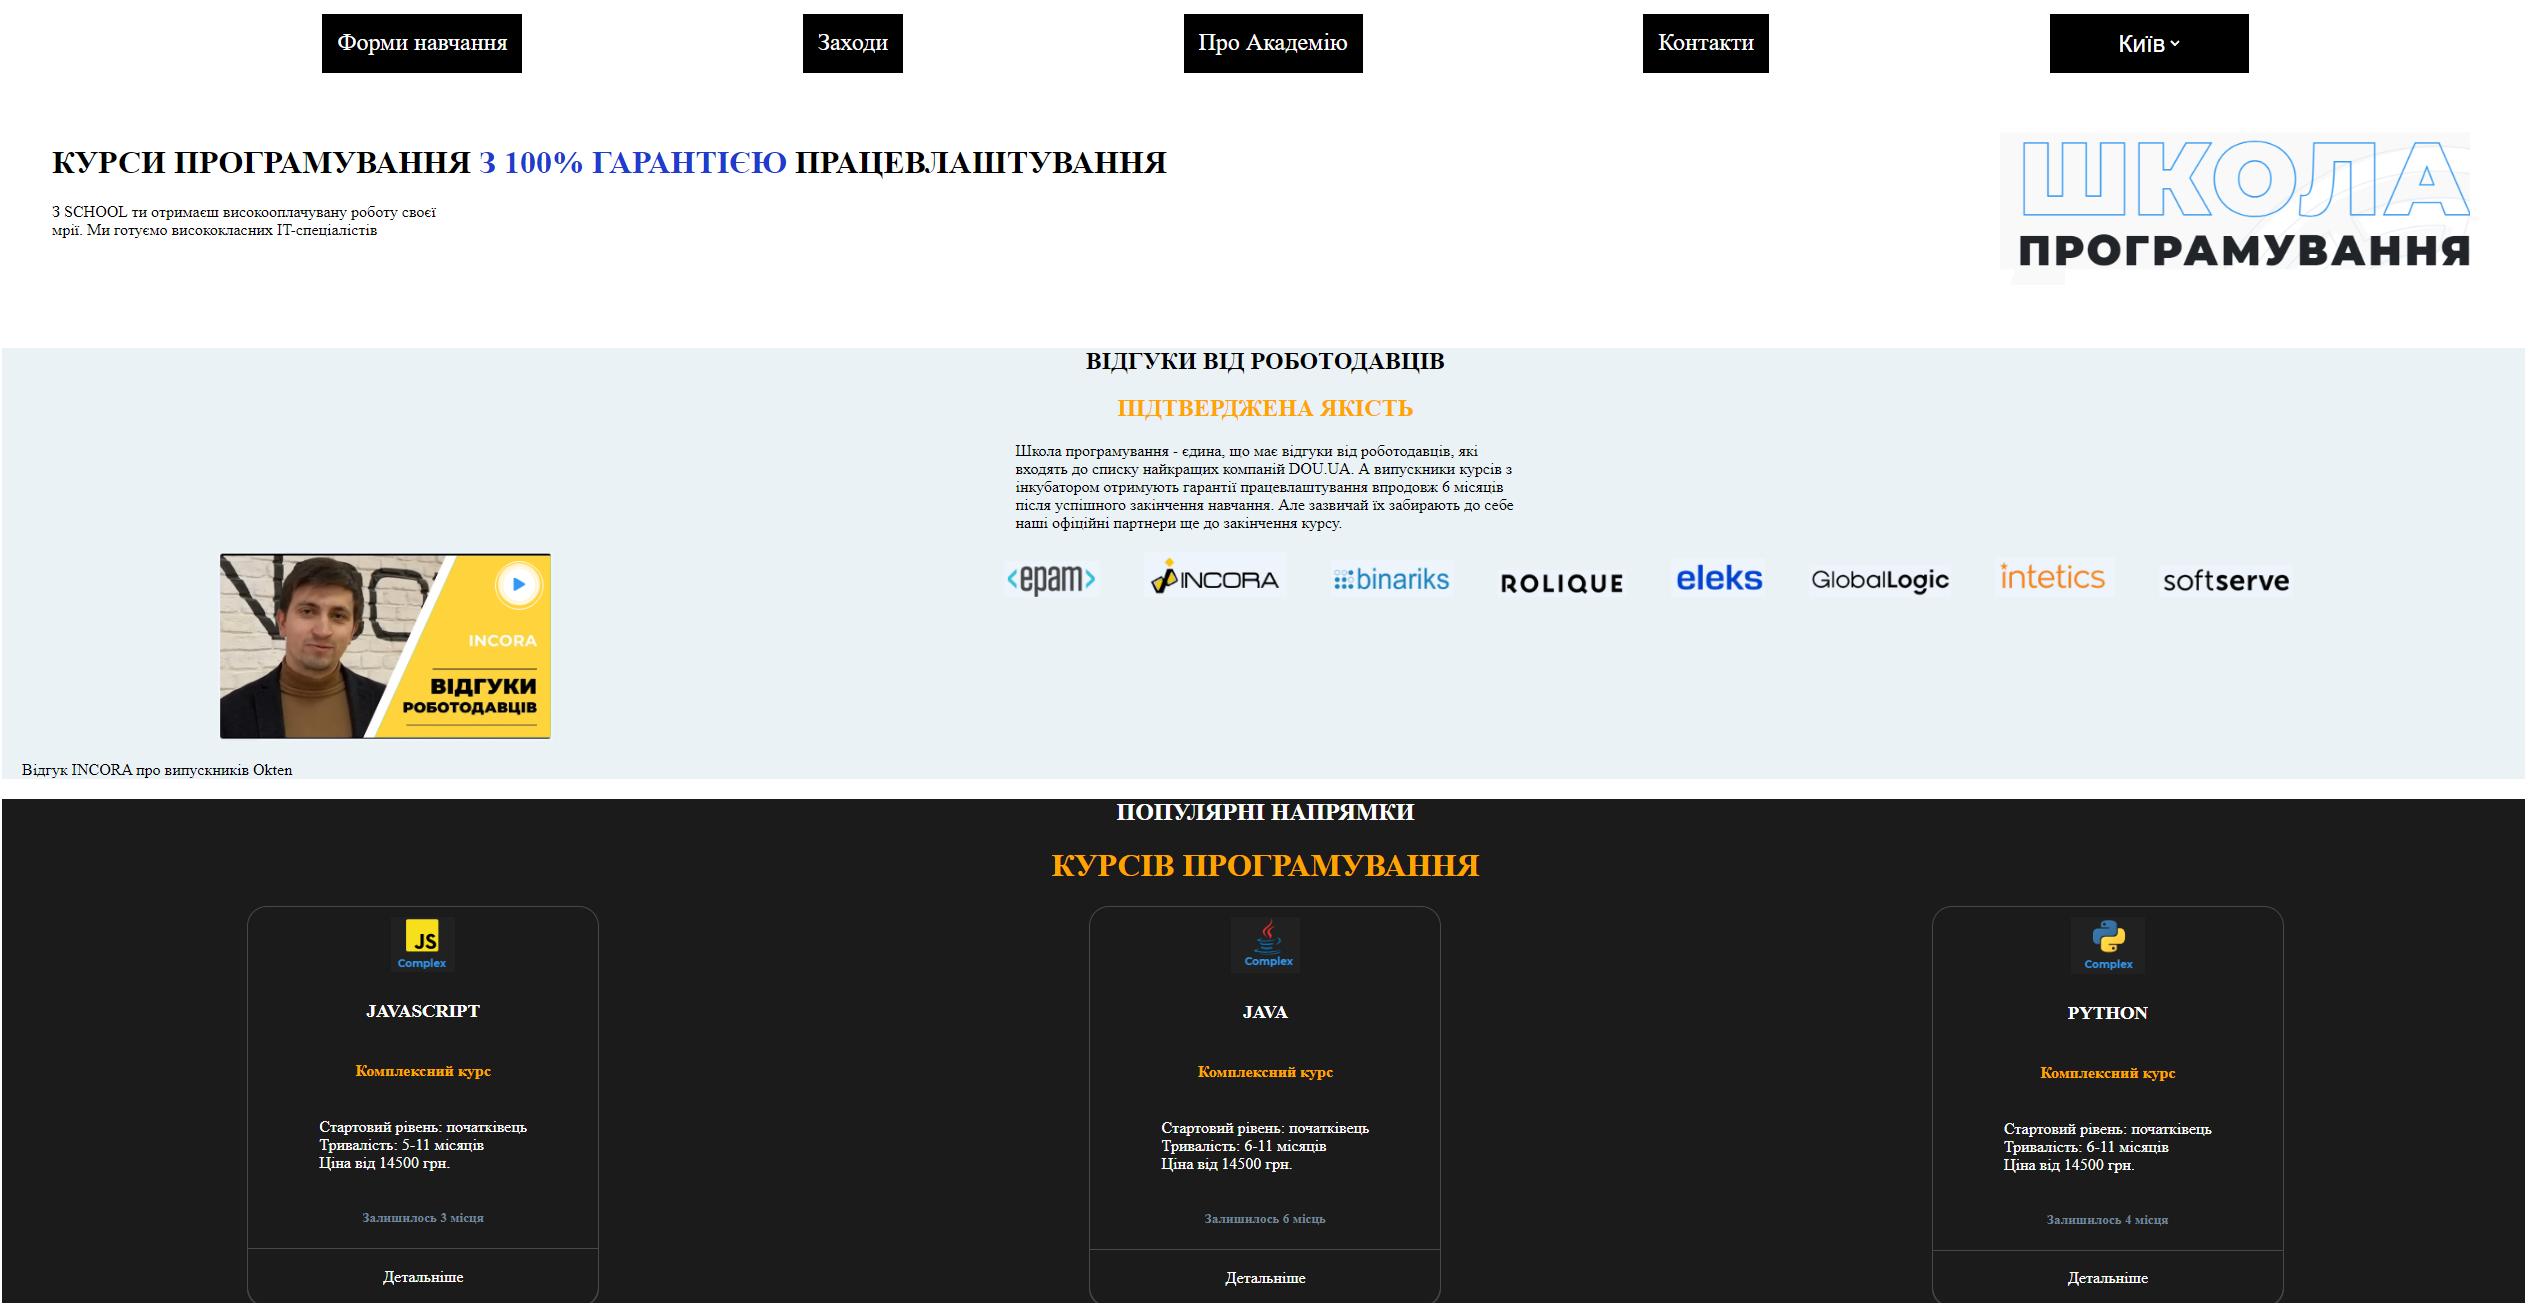 Форми навчання
Заходи
Про Академію
Контакти
Київ
КУРСИ ПРОГРАМУВАННЯ З 100% ГАРАНТІЄЮ ПРАЦЕВЛАШТУВАННЯ
З SCHOOL ти отримаєш високооплачувану роботу своєї
мрії. Ми готуємо висококласних ІТ-спеціалістів
ШКОЛА
ПРОГРАМУВАННЯ
ВІДГУКИ ВІД РОБОТОДАВЦІВ
ПІДТВЕРДЖЕНА ЯКІСТЬ
Школа програмування - єдина, що має відгуки від роботодавців, які
входять до списку найкращих компаній DOU.UA. А випускники курсів з
інкубатором отримують гарантії працевлаштування впродовж 6 місяців
після успішного закінчення навчання. Але зазвичай їх забирають до себе
наші офіційні партнери ще до закінчення курсу.
INCORA
ВІДГУКИ
РОБОТОДАВЦІВ
<epam>
INCORA
binariks
ROLIQUE
eleks
GlobalLogic
intetics
softserve
Відгук INCORA про випускників Okten
ПОПУЛЯРНІ НАПРЯМКИ
КУРСІВ ПРОГРАМУВАННЯ
JS
Complex
JAVASCRIPT
Комплексний курс
Стартовий рівень: початківець
Тривалість: 5-11 місяців
Ціна від 14500 грн.
Залишилось 3 місця
Детальніше
Complex
JAVA
Комплексний курс
Стартовий рівень: початківець
Тривалість: 6-11 місяців
Ціна від 14500 грн.
Залишилось 6 місць
Детальніше
Complex
PYTHON
Комплексний курс
Стартовий рівень: початківець
Тривалість: 6-11 місяців
Ціна від 14500 грн.
Залишилось 4 місця
Детальніше